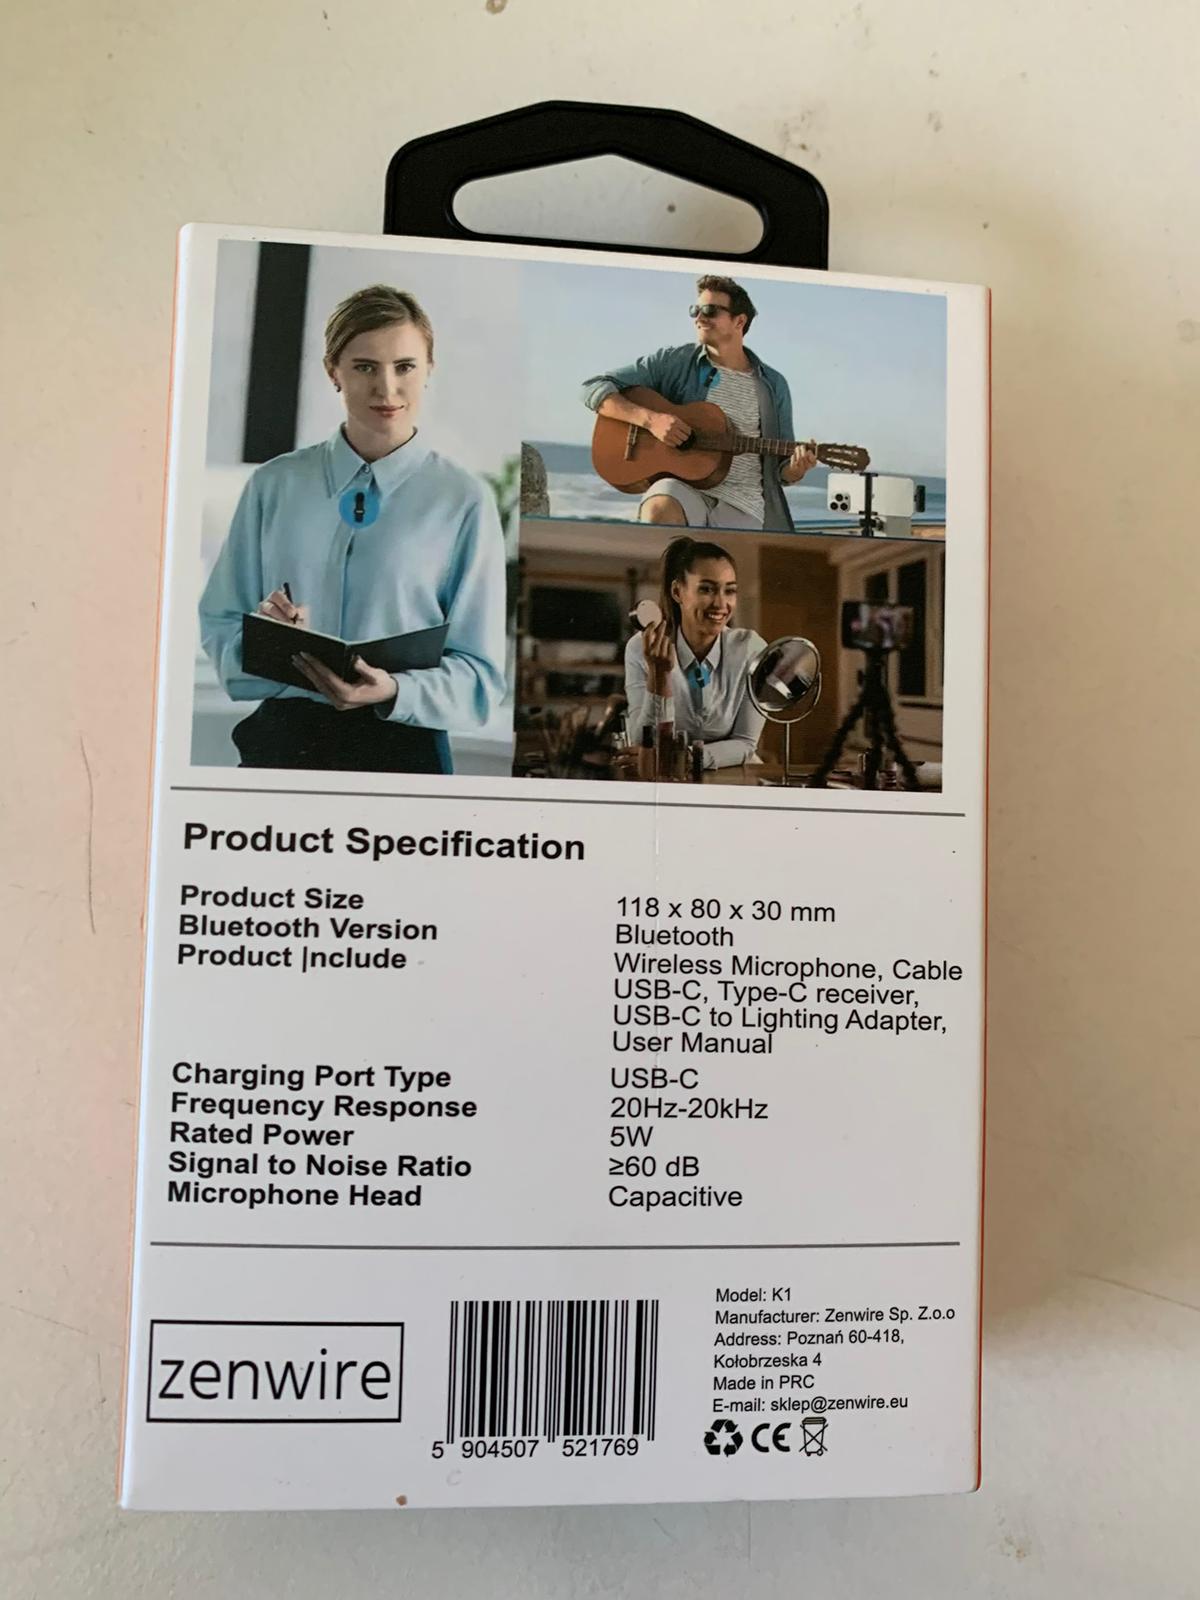 Product Specification
Product Size 118 x 80 x 30 mm
Bluetooth Version Bluetooth
Product |nclude Wireless Microphone, Cable
USB-C, Type-C receiver,
USB-C to Lighting Adapter,
User Manual
Charging Port Type USB-C
Frequency Response 20Hz-20kHz
Rated Power 5W
Signal to Noise Ratio ≥60 dB
Microphone Head Capacitive
zenwire
5 904507 521769
Model: K1
Manufacturer: Zenwire Sp. Z.o.o
Address: Poznań 60-418,
Kołobrzeska 4
Made in PRC
E-mail: sklep@zenwire.eu
CE